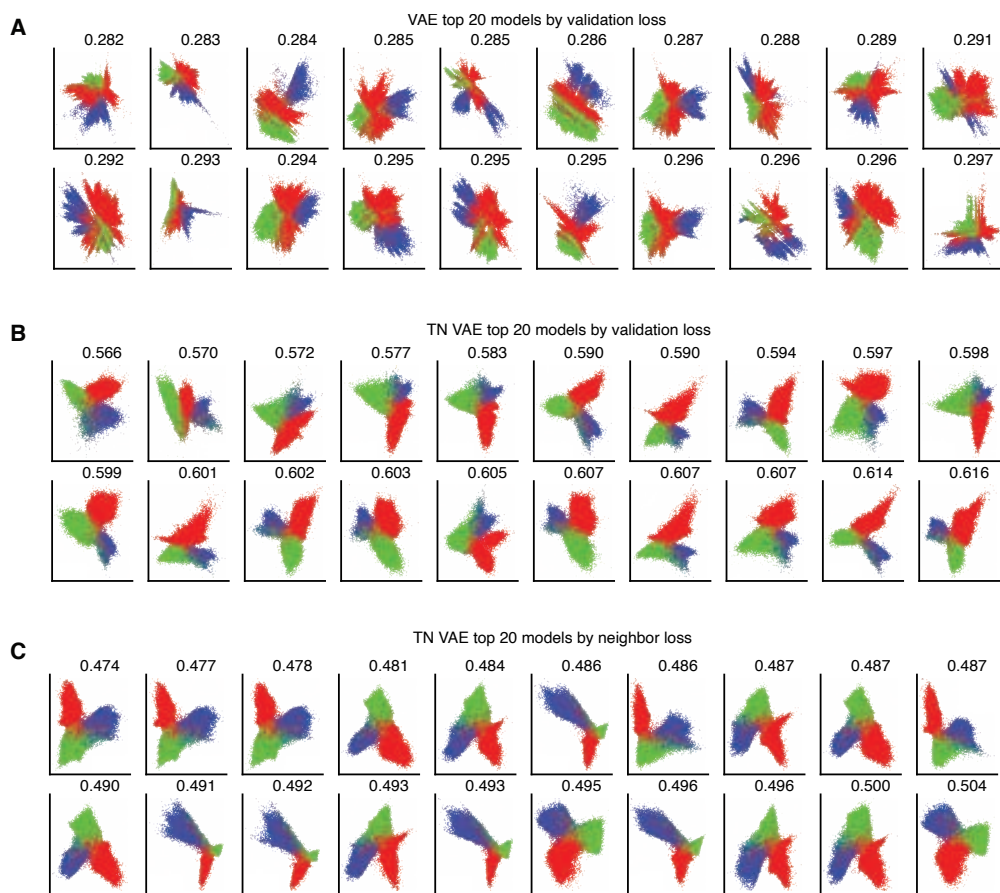 VAE top 20 models by validation loss
A
0.282 0.283 0.284 0.285 0.285 0.286 0.287 0.288 0.289 0.291
0.292 0.293 0.294 0.295 0.295 0.295 0.296 0.296 0.296 0.297
TN VAE top 20 models by validation loss
B
0.566 0.570 0.572 0.577 0.583 0.590 0.590 0.594 0.597 0.598
0.599 0.601 0.602 0.603 0.605 0.607 0.607 0.607 0.614 0.616
TN VAE top 20 models by neighbor loss
C
0.474 0.477 0.478 0.481 0.484 0.486 0.486 0.487 0.487 0.487
0.490 0.491 0.492 0.493 0.493 0.495 0.496 0.496 0.500 0.504